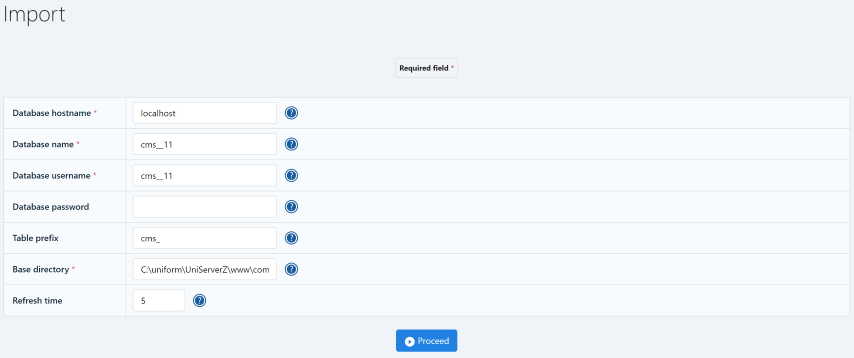 Import
Required field *
Database hostname * localhost ?
Database name * cms__11 ?
Database username * cms__11 ?
Database password ?
Table prefix cms_ ?
Base directory * C:\uniform\UniServerZ\www\com ?
Refresh time 5 ?
Proceed